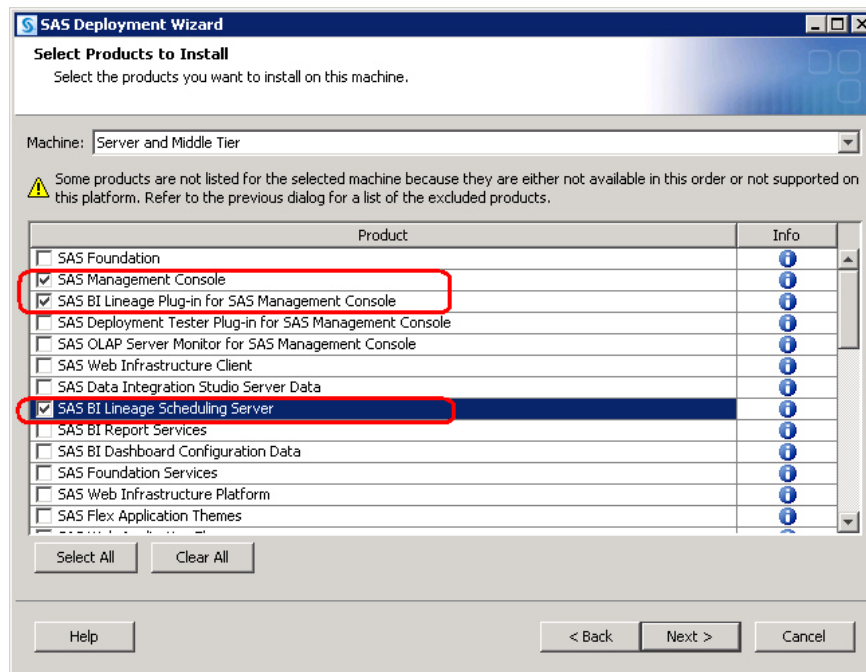 SAS Deployment Wizard
Select Products to Install
Select the products you want to install on this machine.
Machine: Server and Middle Tier
Some products are not listed for the selected machine because they are either not available in this order or not supported on
this platform. Refer to the previous dialog for a list of the excluded products.
Product Info
SAS Foundation
SAS Management Console
SAS BI Lineage Plug-in for SAS Management Console
SAS Deployment Tester Plug-in for SAS Management Console
SAS OLAP Server Monitor for SAS Management Console
SAS Web Infrastructure Client
SAS Data Integration Studio Server Data
SAS BI Lineage Scheduling Server
SAS BI Report Services
SAS BI Dashboard Configuration Data
SAS Foundation Services
SAS Web Infrastructure Platform
SAS Flex Application Themes
Select All Clear All
Help < Back Next > Cancel